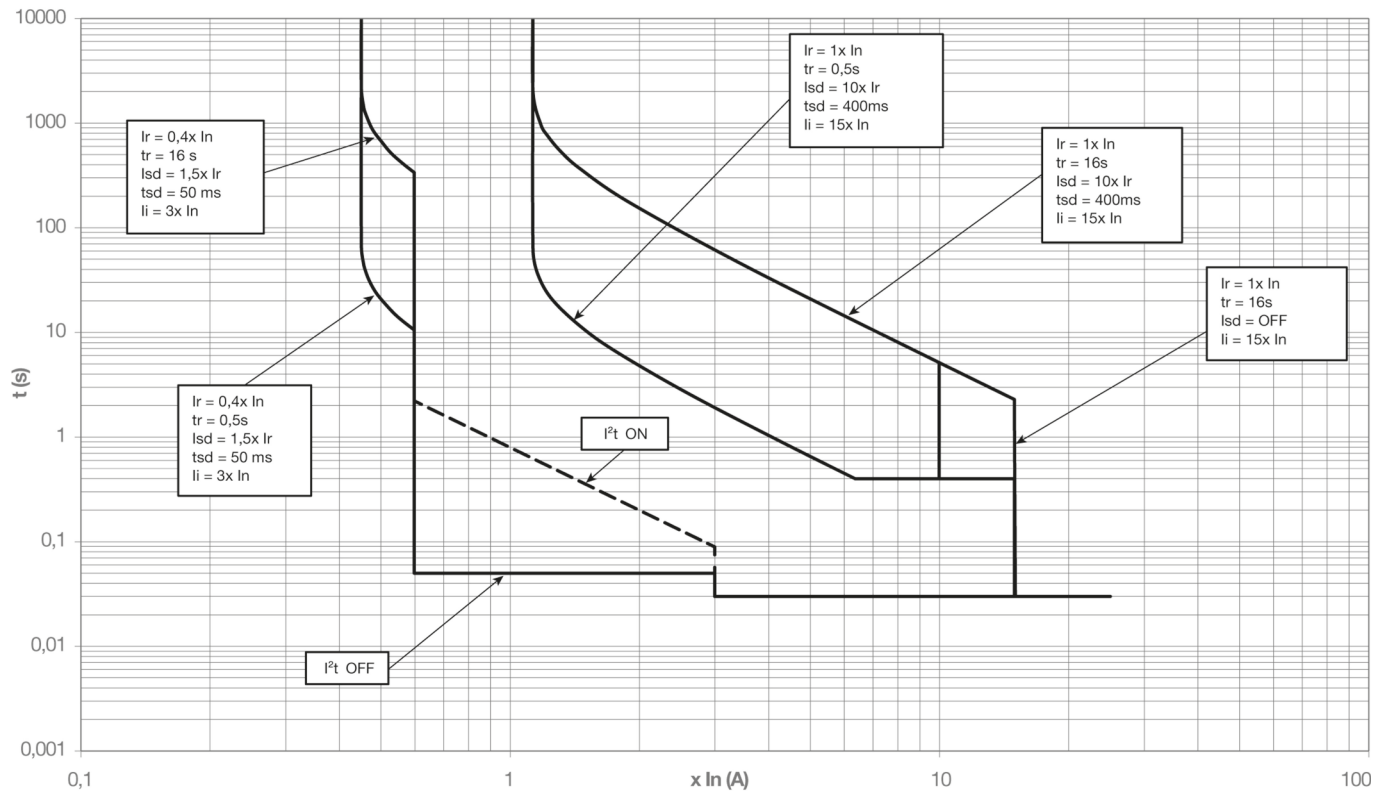 10000
1000
100
10
1
0,1
0,01
0,001
t (s)
0,1
1
10
100
x In (A)
Ir = 0,4x In
tr = 16 s
Isd = 1,5x Ir
tsd = 50 ms
Ii = 3x In
Ir = 0,4x In
tr = 0,5s
Isd = 1,5x Ir
tsd = 50 ms
Ii = 3x In
Ir = 1x In
tr = 0,5s
Isd = 10x Ir
tsd = 400ms
Ii = 15x In
Ir = 1x In
tr = 16s
Isd = 10x Ir
tsd = 400ms
Ii = 15x In
Ir = 1x In
tr = 16s
Isd = OFF
Ii = 15x In
I²t ON
I²t OFF